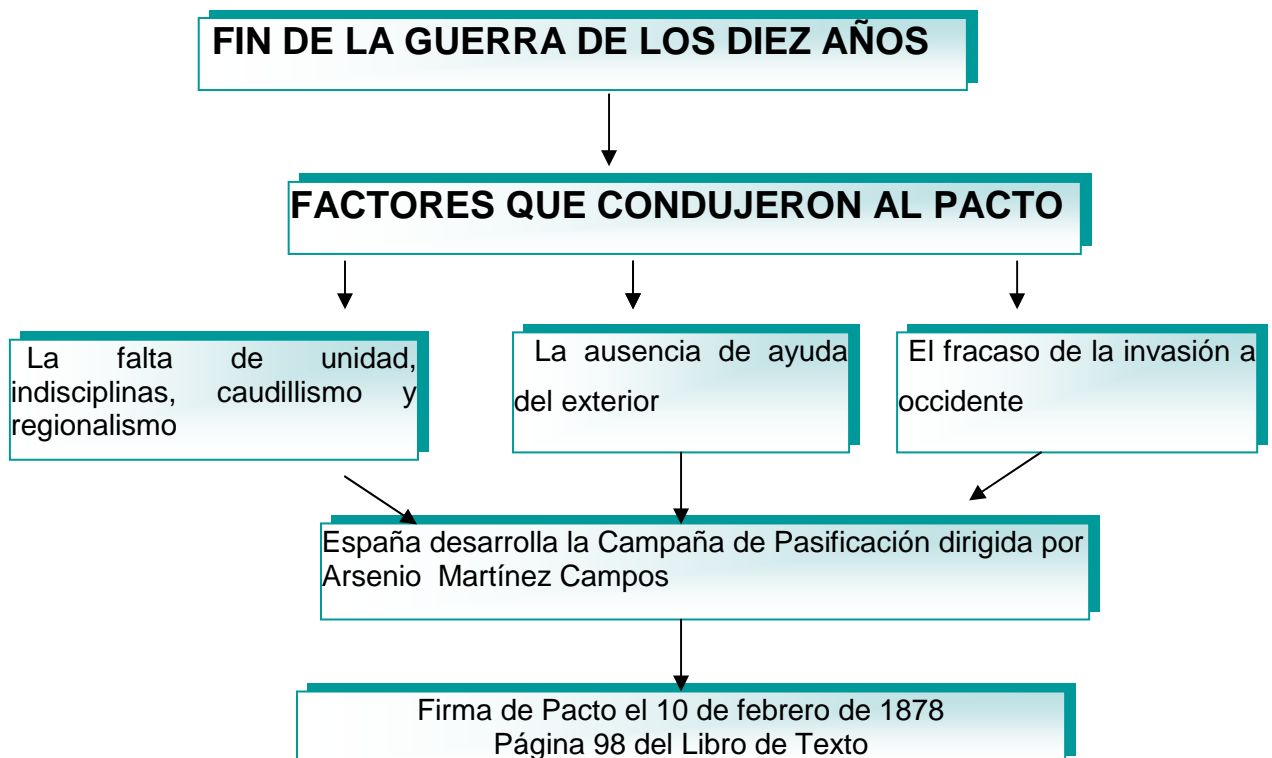 FIN DE LA GUERRA DE LOS DIEZ AÑOS
FACTORES QUE CONDUJERON AL PACTO
La falta de unidad,
indisciplinas, caudillismo y
regionalismo
La ausencia de ayuda
del exterior
El fracaso de la invasión a
occidente
España desarrolla la Campaña de Pasificación dirigida por
Arsenio Martínez Campos
Firma de Pacto el 10 de febrero de 1878
Página 98 del Libro de Texto